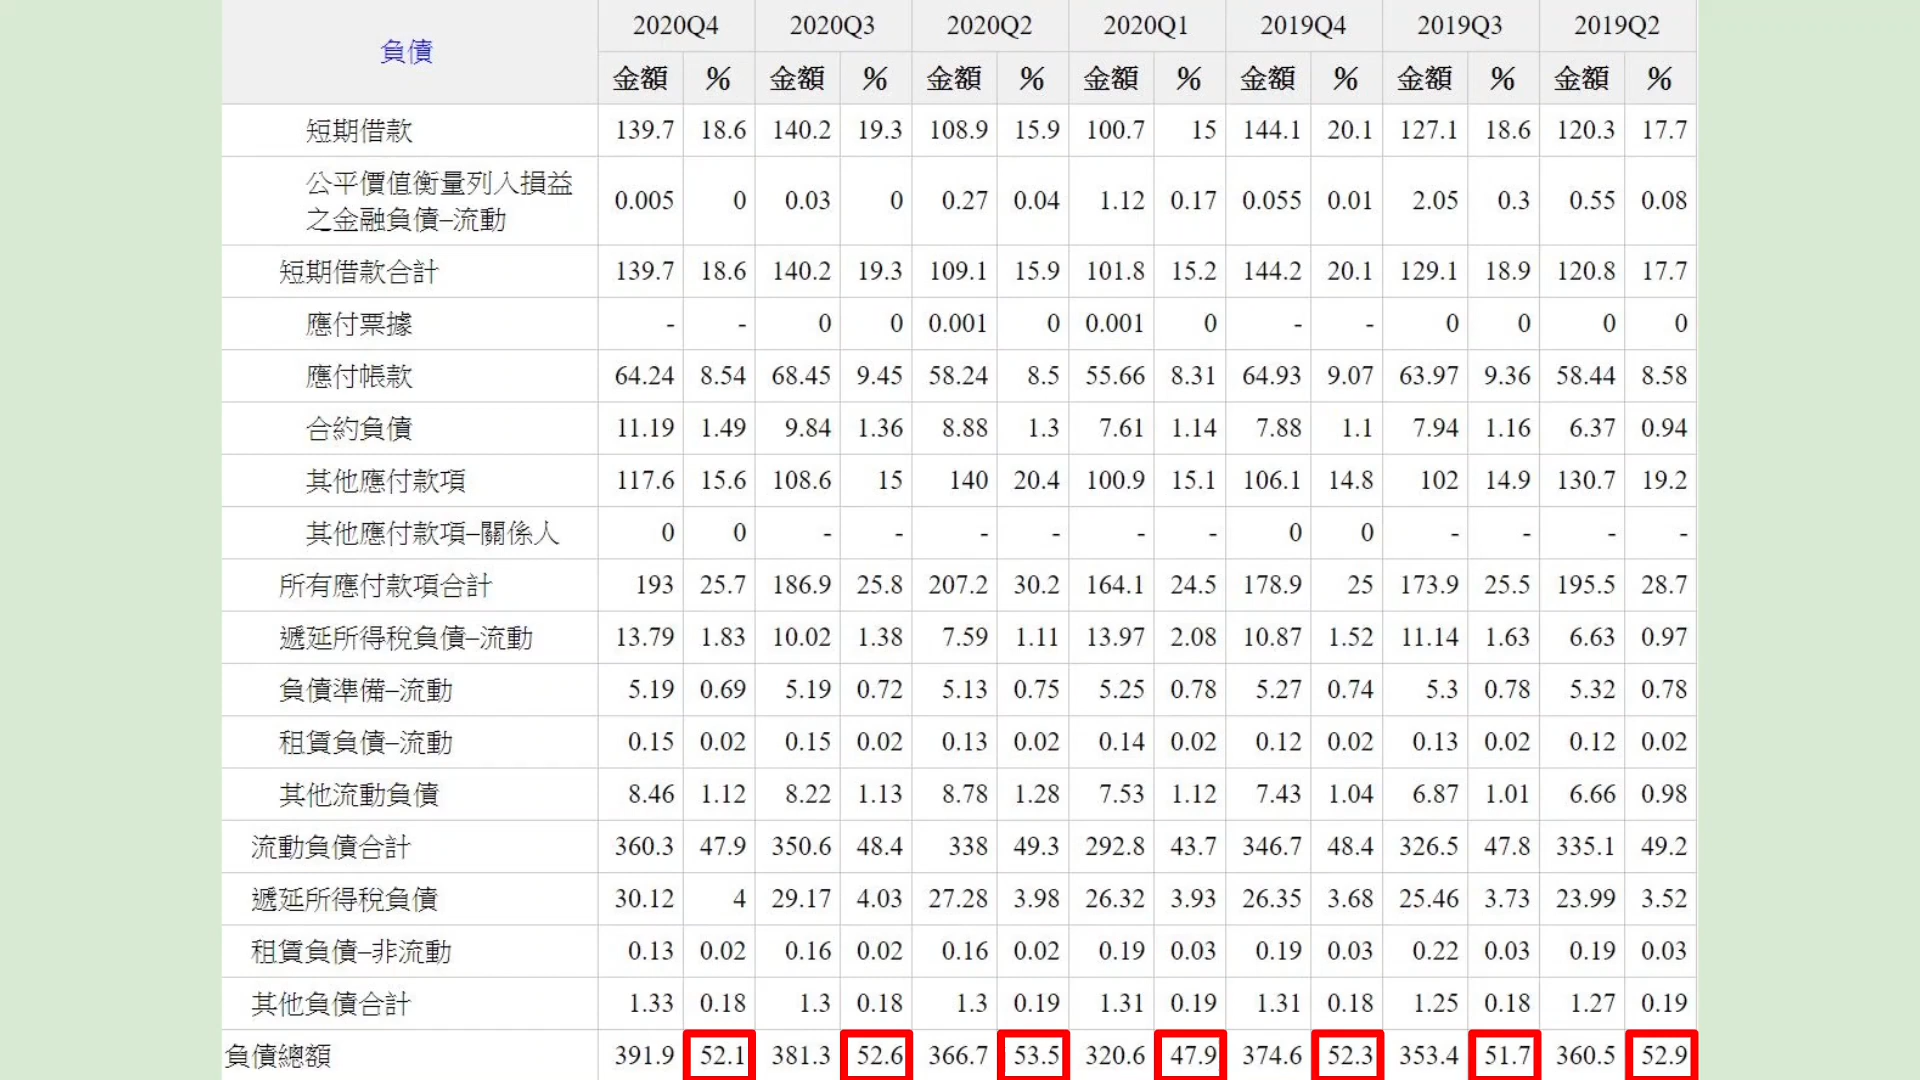 負債 2020Q4 2020Q3 2020Q2 2020Q1 2019Q4 2019Q3 2019Q2
金額 % 金額 % 金額 % 金額 % 金額 % 金額 % 金額 %
短期借款 139.7 18.6 140.2 19.3 108.9 15.9 100.7 15 144.1 20.1 127.1 18.6 120.3 17.7
公平價值衡量列入損益
之金融負債–流動 0.005 0 0.03 0 0.27 0.04 1.12 0.17 0.055 0.01 2.05 0.3 0.55 0.08
短期借款合計 139.7 18.6 140.2 19.3 109.1 15.9 101.8 15.2 144.2 20.1 129.1 18.9 120.8 17.7
應付票據 - - 0 0 0.001 0 0.001 0 - - 0 0 0 0
應付帳款 64.24 8.54 68.45 9.45 58.24 8.5 55.66 8.31 64.93 9.07 63.97 9.36 58.44 8.58
合約負債 11.19 1.49 9.84 1.36 8.88 1.3 7.61 1.14 7.88 1.1 7.94 1.16 6.37 0.94
其他應付款項 117.6 15.6 108.6 15 140 20.4 100.9 15.1 106.1 14.8 102 14.9 130.7 19.2
其他應付款項–關係人 0 0 - - - - - - 0 0 - - - -
所有應付款項合計 193 25.7 186.9 25.8 207.2 30.2 164.1 24.5 178.9 25 173.9 25.5 195.5 28.7
遞延所得稅負債–流動 13.79 1.83 10.02 1.38 7.59 1.11 13.97 2.08 10.87 1.52 11.14 1.63 6.63 0.97
負債準備–流動 5.19 0.69 5.19 0.72 5.13 0.75 5.25 0.78 5.27 0.74 5.3 0.78 5.32 0.78
租賃負債–流動 0.15 0.02 0.15 0.02 0.13 0.02 0.14 0.02 0.12 0.02 0.13 0.02 0.12 0.02
其他流動負債 8.46 1.12 8.22 1.13 8.78 1.28 7.53 1.12 7.43 1.04 6.87 1.01 6.66 0.98
流動負債合計 360.3 47.9 350.6 48.4 338 49.3 292.8 43.7 346.7 48.4 326.5 47.8 335.1 49.2
遞延所得稅負債 30.12 4 29.17 4.03 27.28 3.98 26.32 3.93 26.35 3.68 25.46 3.73 23.99 3.52
租賃負債–非流動 0.13 0.02 0.16 0.02 0.16 0.02 0.19 0.03 0.19 0.03 0.22 0.03 0.19 0.03
其他負債合計 1.33 0.18 1.3 0.18 1.3 0.19 1.31 0.19 1.31 0.18 1.25 0.18 1.27 0.19
負債總額 391.9 52.1 381.3 52.6 366.7 53.5 320.6 47.9 374.6 52.3 353.4 51.7 360.5 52.9